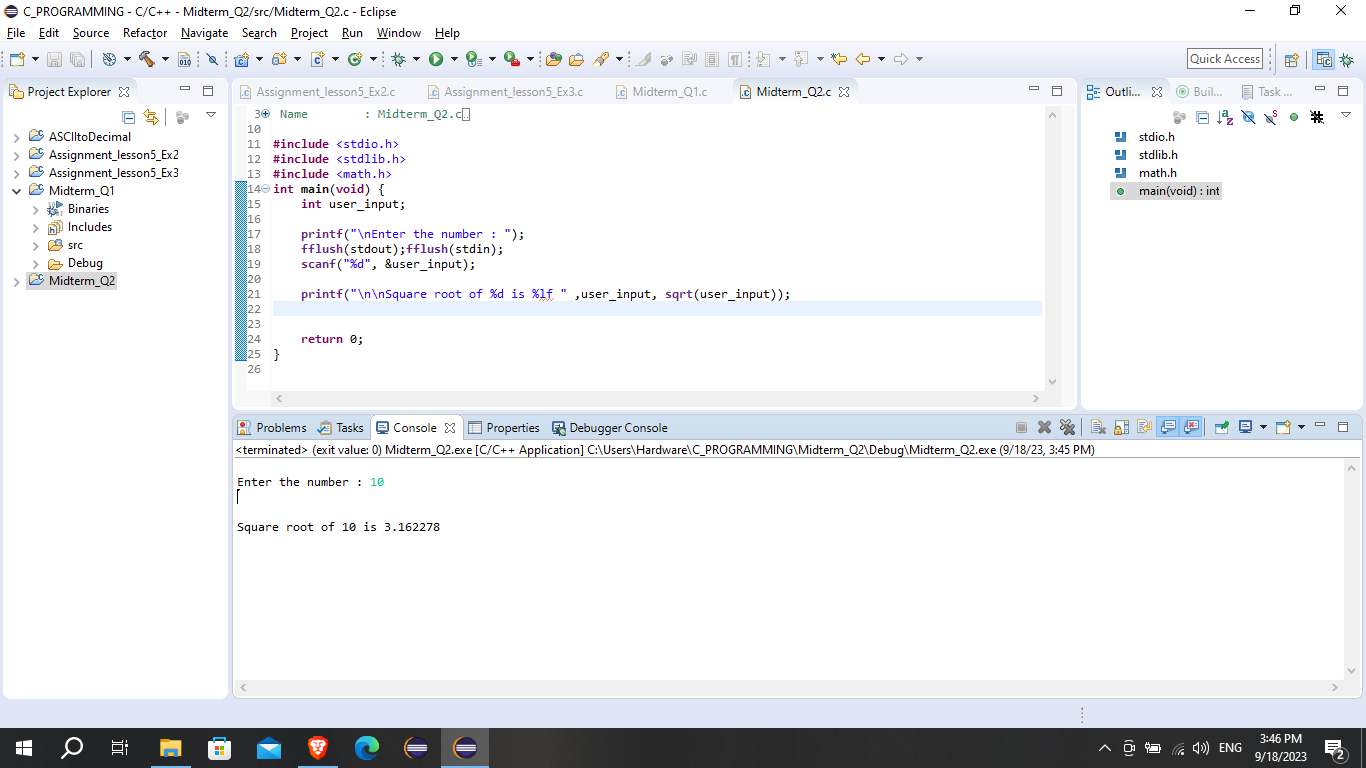 C_PROGRAMMING - C/C++ - Midterm_Q2/src/Midterm_Q2.c - Eclipse
File Edit Source Refactor Navigate Search Project Run Window Help
Quick Access
Project Explorer
ASCIItoDecimal
Assignment_lesson5_Ex2
Assignment_lesson5_Ex3
Midterm_Q1
Binaries
Includes
src
Debug
Midterm_Q2
Assignment_lesson5_Ex2.c Assignment_lesson5_Ex3.c Midterm_Q1.c Midterm_Q2.c
3 Name : Midterm_Q2.c
10
11 #include <stdio.h>
12 #include <stdlib.h>
13 #include <math.h>
14 int main(void) {
15 int user_input;
16
17 printf("\nEnter the number : ");
18 fflush(stdout);fflush(stdin);
19 scanf("%d", &user_input);
20
21 printf("\n\nSquare root of %d is %lf " ,user_input, sqrt(user_input));
22
23
24 return 0;
25 }
26
Outli... Buil... Task ...
stdio.h
stdlib.h
math.h
main(void) : int
Problems Tasks Console Properties Debugger Console
<terminated> (exit value: 0) Midterm_Q2.exe [C/C++ Application] C:\Users\Hardware\C_PROGRAMMING\Midterm_Q2\Debug\Midterm_Q2.exe (9/18/23, 3:45 PM)
Enter the number : 10
Square root of 10 is 3.162278
ENG
3:46 PM
9/18/2023
2